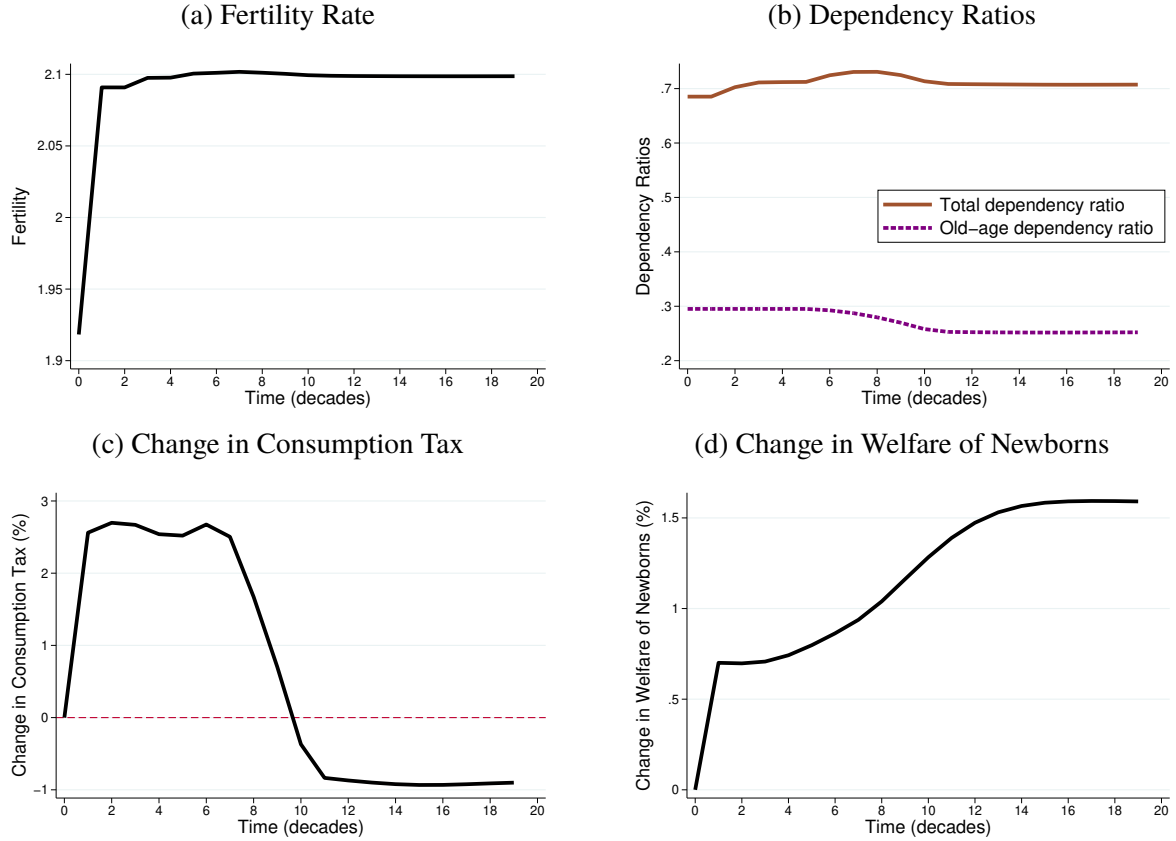 (a) Fertility Rate
Fertility
2.1
2.05
2
1.95
1.9
0 2 4 6 8 10 12 14 16 18 20
Time (decades)
(b) Dependency Ratios
Dependency Ratios
.7
.6
.5
.4
.3
.2
Total dependency ratio
Old−age dependency ratio
0 2 4 6 8 10 12 14 16 18 20
Time (decades)
(c) Change in Consumption Tax
Change in Consumption Tax (%)
3
2
1
0
−1
0 2 4 6 8 10 12 14 16 18 20
Time (decades)
(d) Change in Welfare of Newborns
Change in Welfare of Newborns (%)
1.5
1
.5
0
0 2 4 6 8 10 12 14 16 18 20
Time (decades)